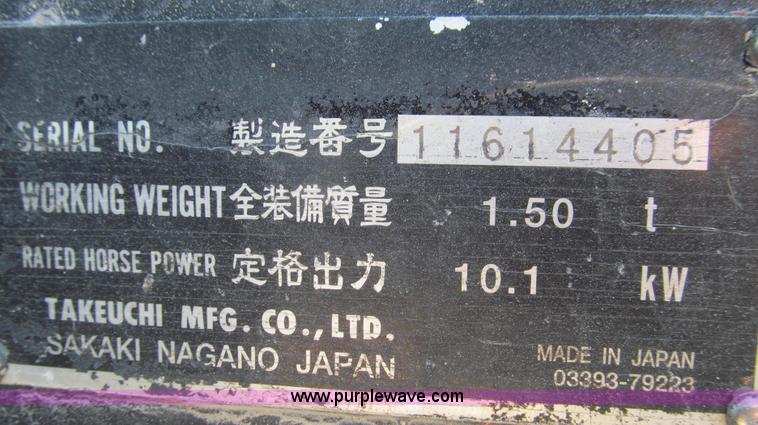 SERIAL NO. 製造番号 11614405
WORKING WEIGHT 全装備質量 1.50 t
RATED HORSE POWER 定格出力 10.1 kW
TAKEUCHI MFG. CO., LTD.
SAKAKI NAGANO JAPAN
MADE IN JAPAN
03393-79223
www.purplewave.com